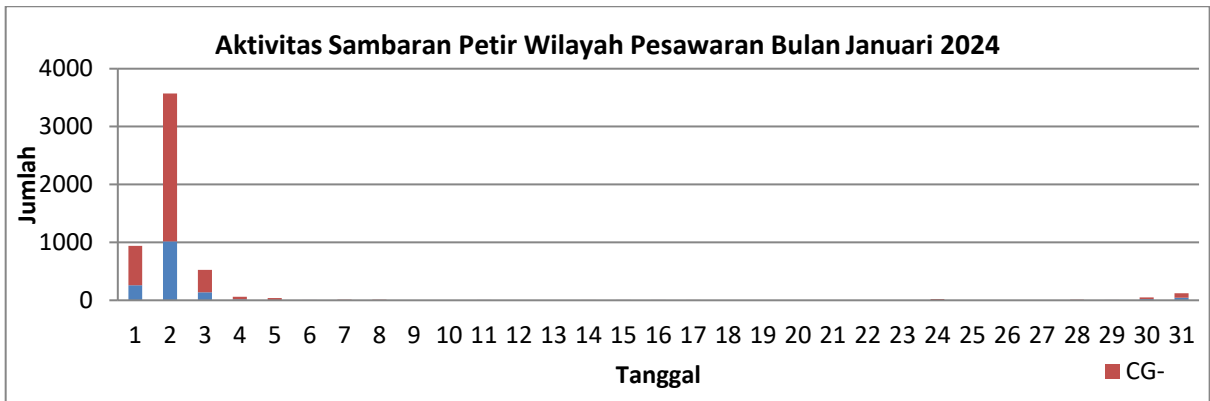 Aktivitas Sambaran Petir Wilayah Pesawaran Bulan Januari 2024
4000
3000
2000
1000
0
Jumlah
1 2 3 4 5 6 7 8 9 10 11 12 13 14 15 16 17 18 19 20 21 22 23 24 25 26 27 28 29 30 31
Tanggal
CG-